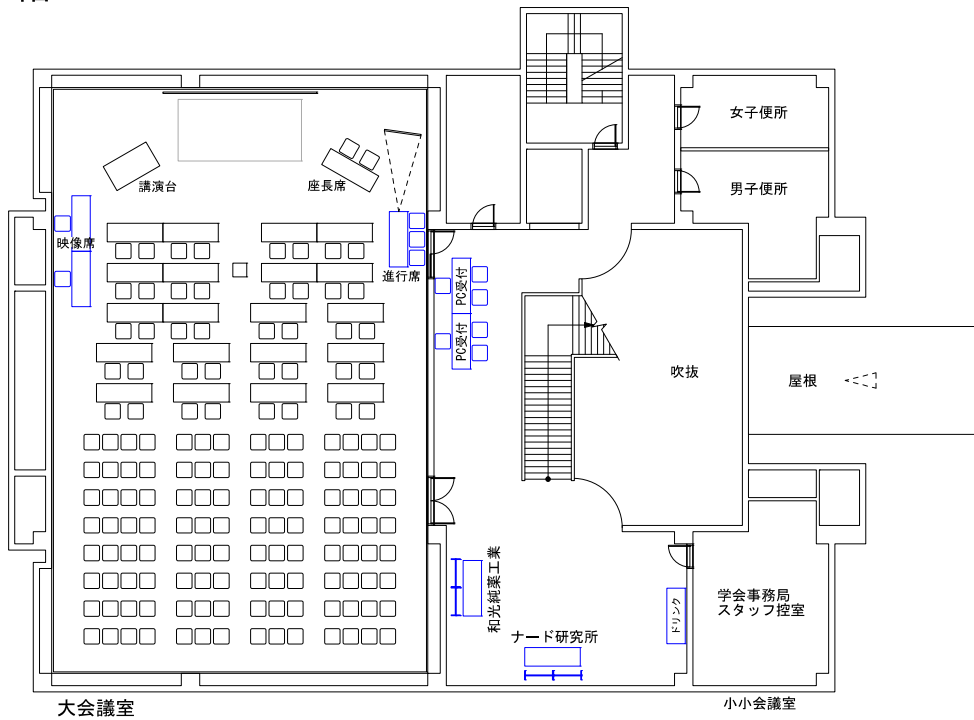 女子便所
男子便所
講演台
座長席
映像席
進行席
PC受付
PC受付
吹抜
屋根
和光純薬工業
ナード研究所
ドリンク
学会事務局
スタッフ控室
大会議室
小小会議室